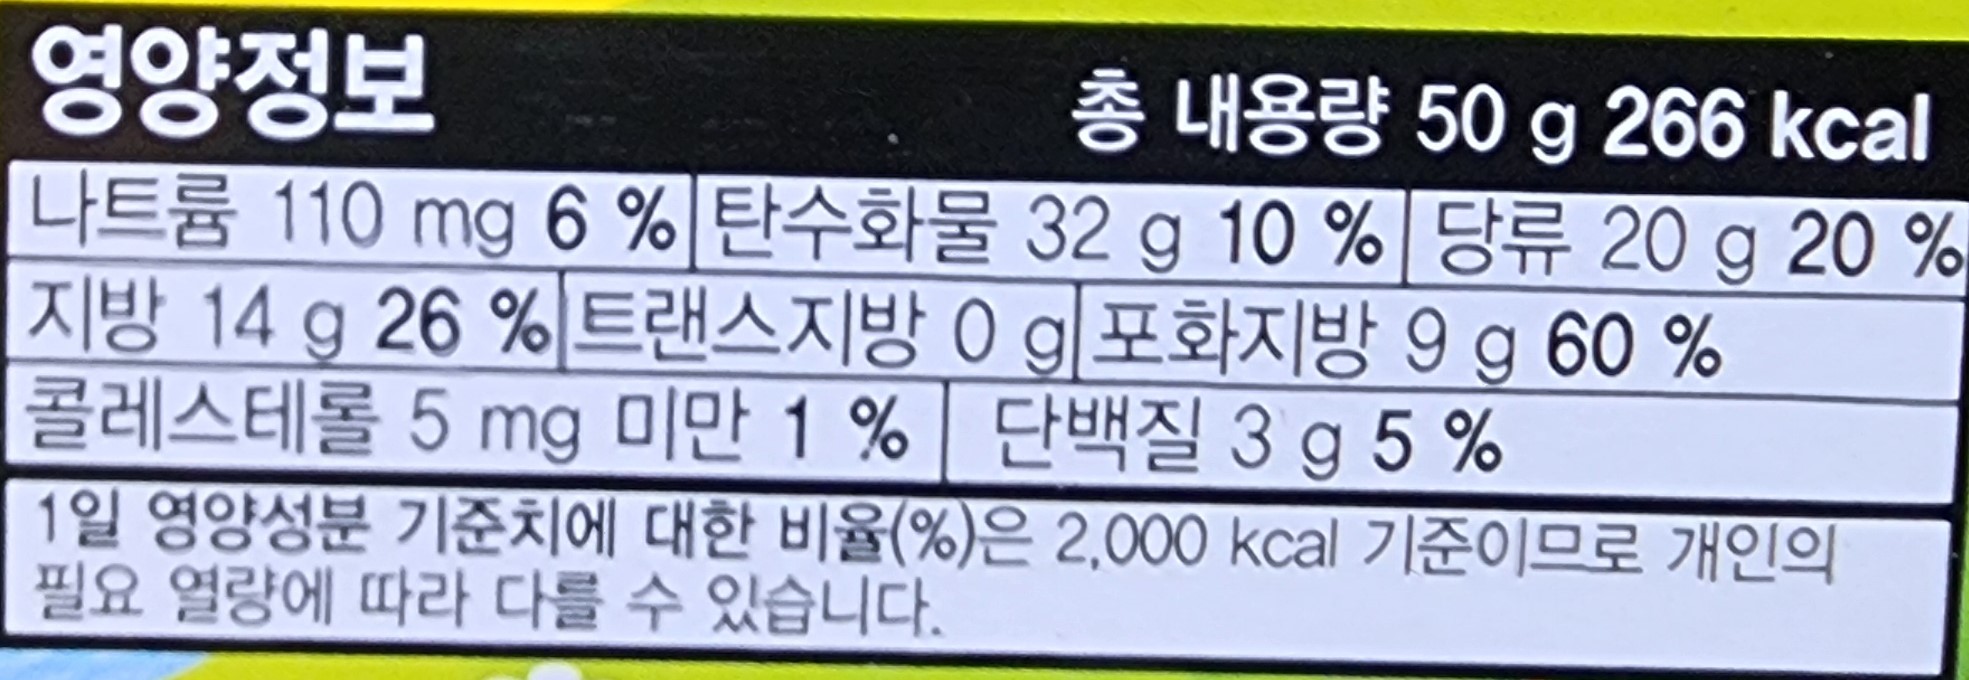 영양정보 총 내용량 50 g 266 kcal
나트륨 110 mg 6 % 탄수화물 32 g 10 % 당류 20 g 20 %
지방 14 g 26 % 트랜스지방 0 g 포화지방 9 g 60 %
콜레스테롤 5 mg 미만 1 % 단백질 3 g 5 %
1일 영양성분 기준치에 대한 비율(%)은 2,000 kcal 기준이므로 개인의
필요 열량에 따라 다를 수 있습니다.